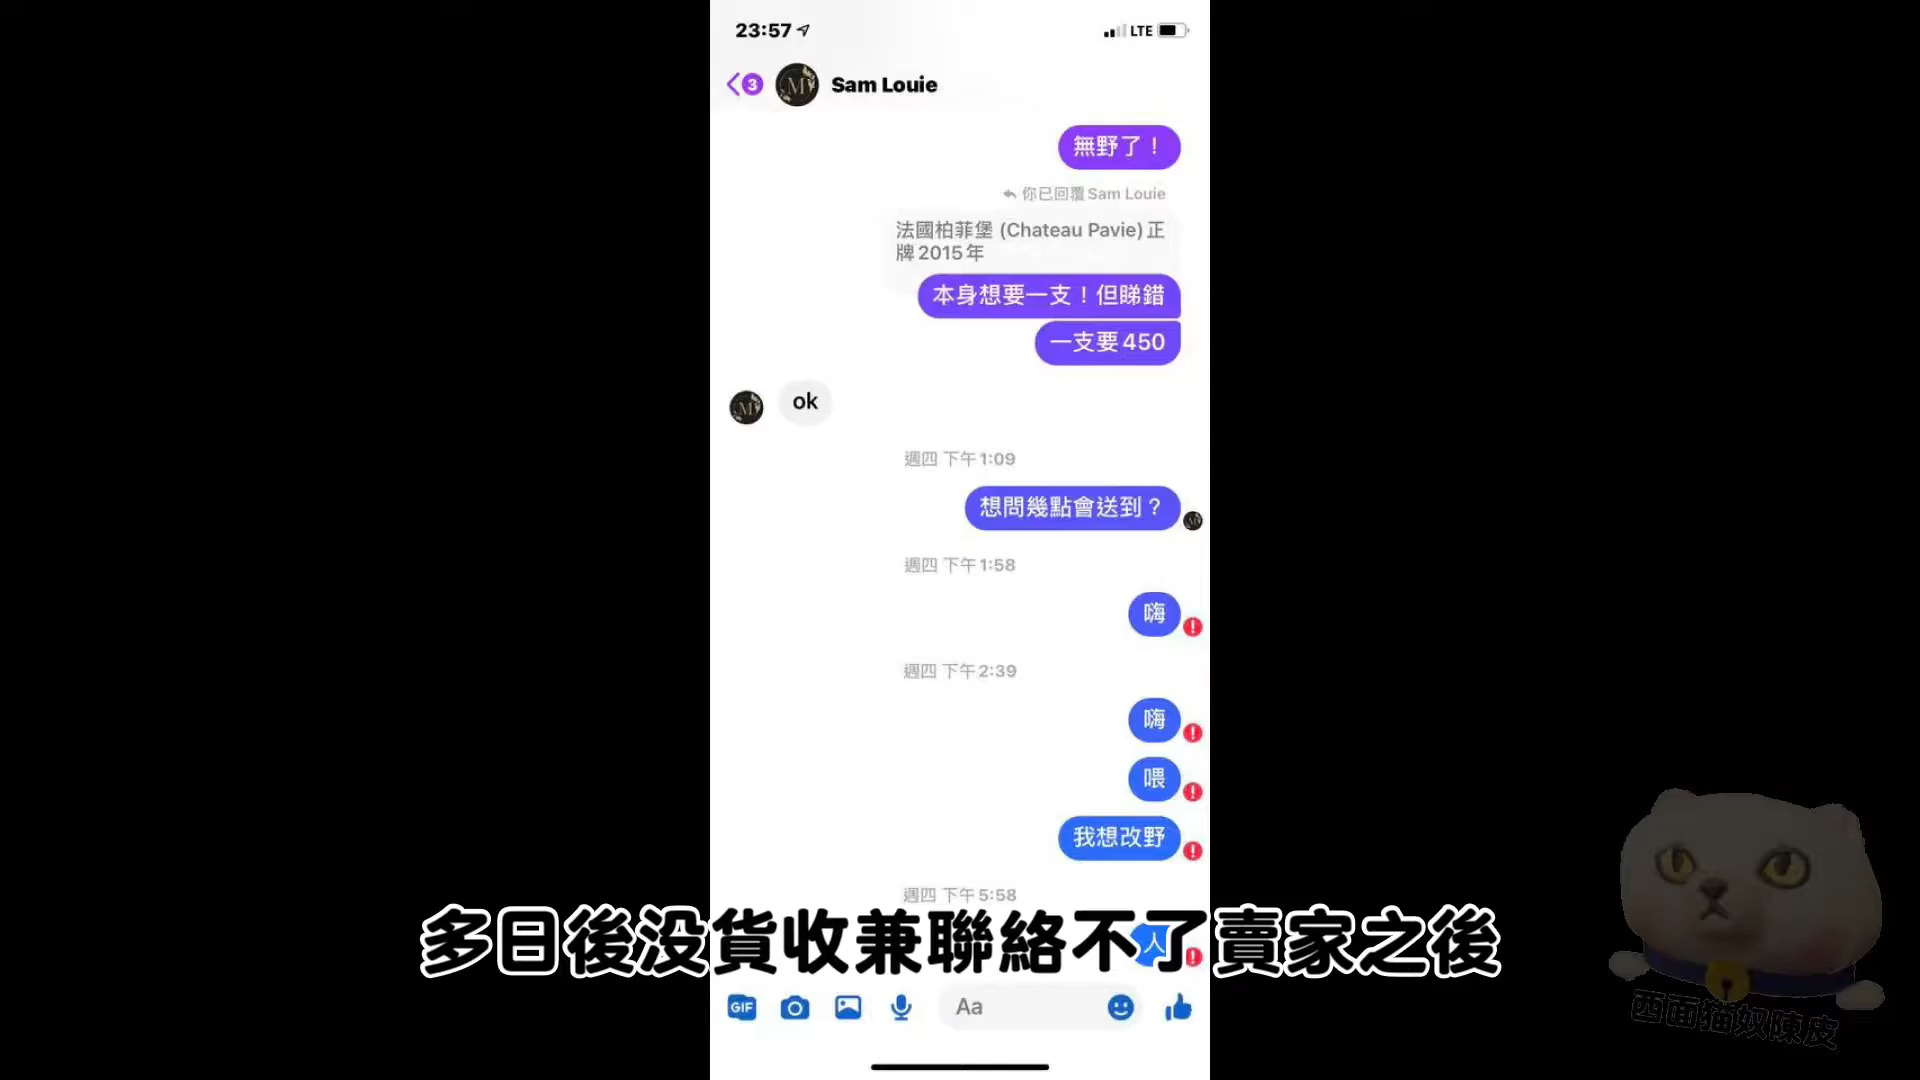 23:57
LTE
3
Sam Louie
無野了！
你已回覆 Sam Louie
法國柏菲堡 (Chateau Pavie) 正
牌 2015 年
本身想要一支！但睇錯
一支要 450
ok
週四 下午 1:09
想問幾點會送到？
週四 下午 1:58
嗨
週四 下午 2:39
嗨
喂
我想改野
週四 下午 5:58
人
多日後没貨收兼聯絡不了賣家之後
GIF
Aa
西面猫奴陳皮